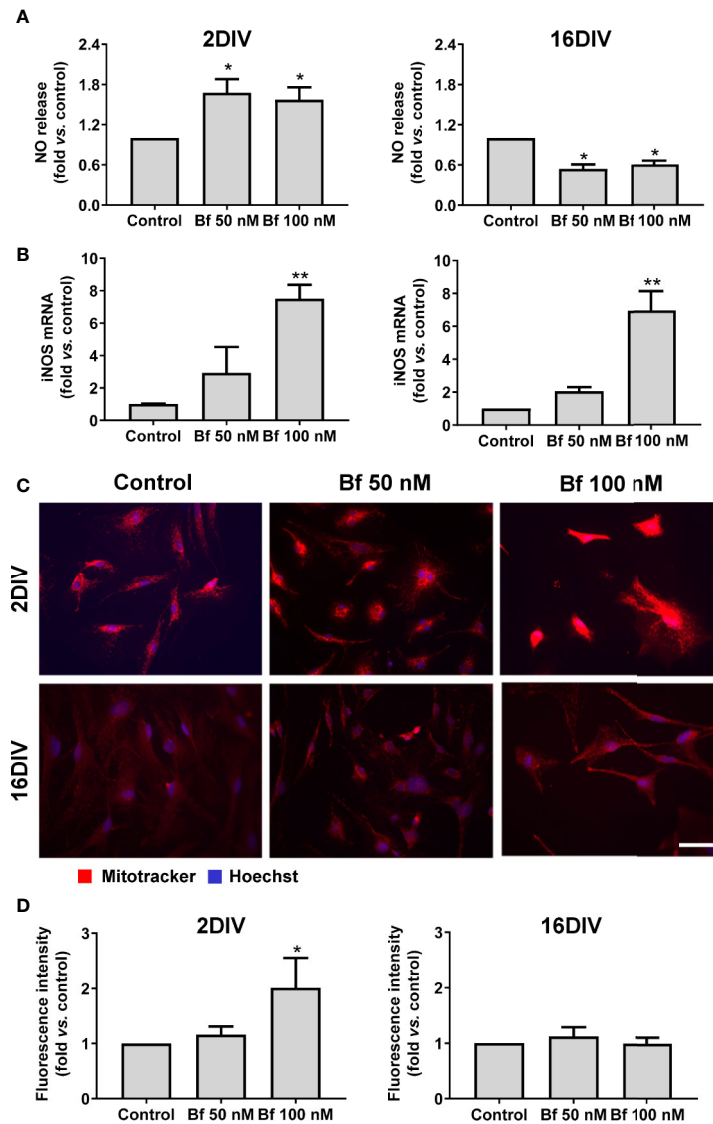 A
2DIV
16DIV
NO release
(fold vs. control)
2.4
1.8
1.2
0.6
0.0
*
*
Control
Bf 50 nM
Bf 100 nM
NO release
(fold vs. control)
2.4
1.8
1.2
0.6
0.0
*
*
Control
Bf 50 nM
Bf 100 nM
B
iNOS mRNA
(fold vs. control)
10
8
6
4
2
0
**
Control
Bf 50 nM
Bf 100 nM
iNOS mRNA
(fold vs. control)
10
8
6
4
2
0
**
Control
Bf 50 nM
Bf 100 nM
C
Control
Bf 50 nM
Bf 100 nM
2DIV
16DIV
Mitotracker
Hoechst
D
2DIV
16DIV
Fluorescence intensity
(fold vs. control)
3
2
1
0
*
Control
Bf 50 nM
Bf 100 nM
Fluorescence intensity
(fold vs. control)
3
2
1
0
Control
Bf 50 nM
Bf 100 nM